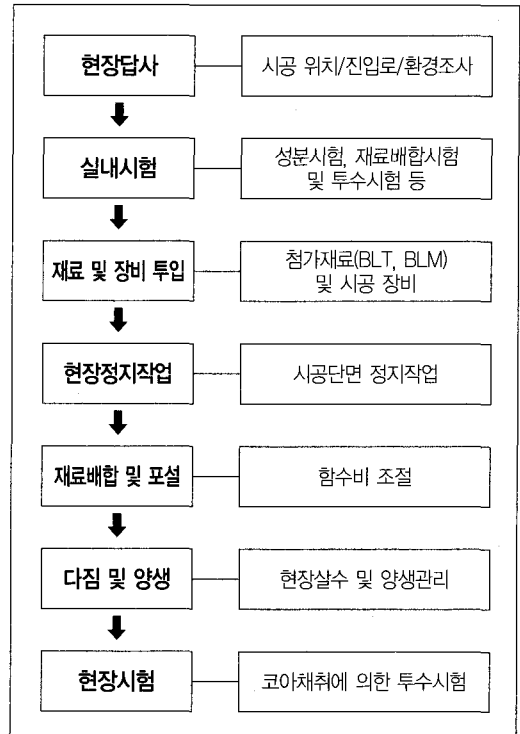 현장답사
시공 위치/진입로/환경조사
실내시험
성분시험, 재료배합시험
및 투수시험 등
재료 및 장비 투입
첨가재료(BLT, BLM)
및 시공 장비
현장정지작업
시공단면 정지작업
재료배합 및 포설
함수비 조절
다짐 및 양생
현장살수 및 양생관리
현장시험
코아채취에 의한 투수시험